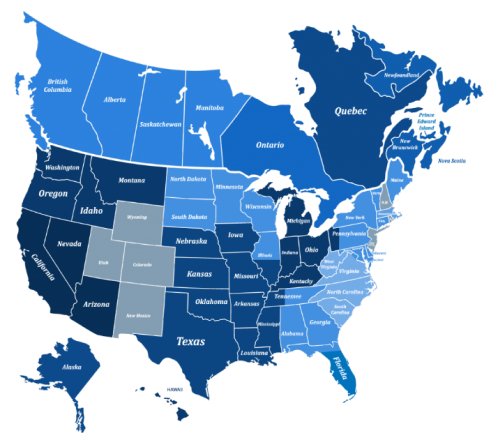 Newfoundland
British
Columbia
Alberta
Saskatchewan
Manitoba
Ontario
Quebec
Prince
Edward
Island
New
Brunswick
Nova Scotia
Washington
Montana
North Dakota
Minnesota
Maine
Oregon
Idaho
Wyoming
South Dakota
Wisconsin
Michigan
New York
Nevada
Utah
Colorado
Nebraska
Iowa
Illinois
Indiana
Ohio
Pennsylvania
California
Kansas
Missouri
Kentucky
West
Virginia
Virginia
Arizona
New Mexico
Oklahoma
Arkansas
Tennessee
North Carolina
South
Carolina
Texas
Louisiana
Mississippi
Alabama
Georgia
Florida
Alaska
HAWAII